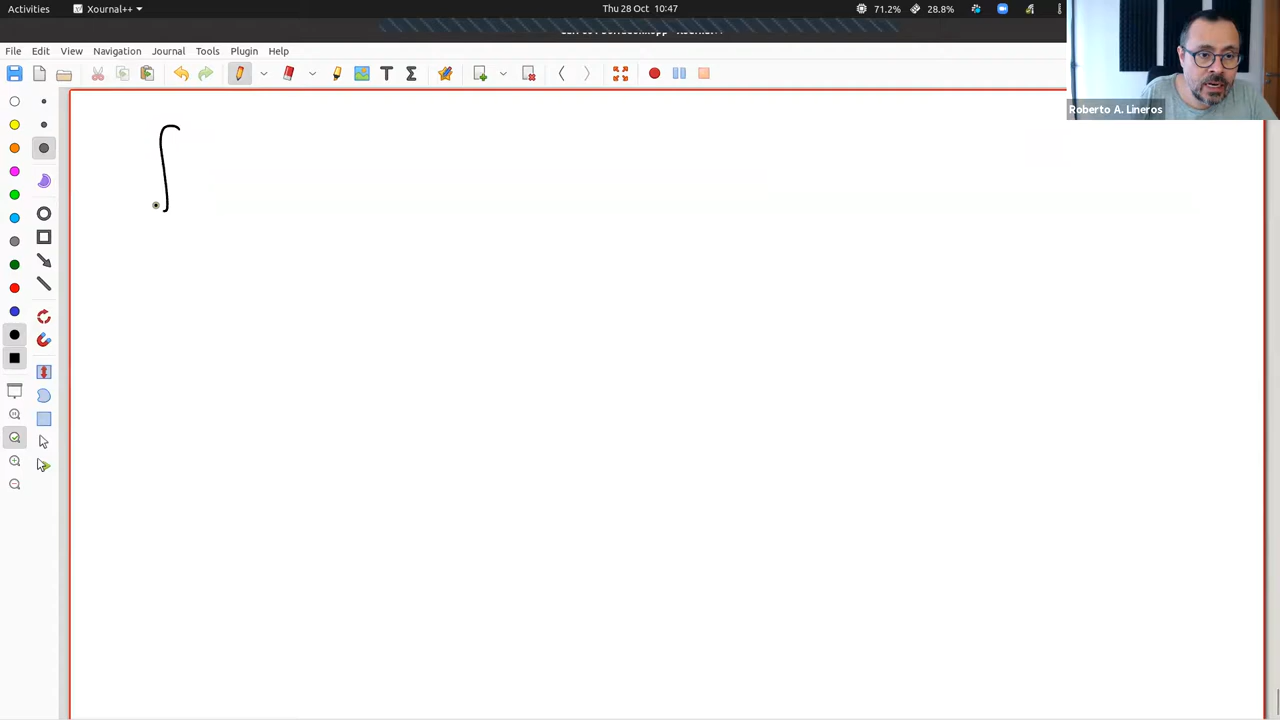 Activities Xournal++ Thu 28 Oct 10:47 71.2% 28.8%
File Edit View Navigation Journal Tools Plugin Help
Roberto A. Lineros
∫